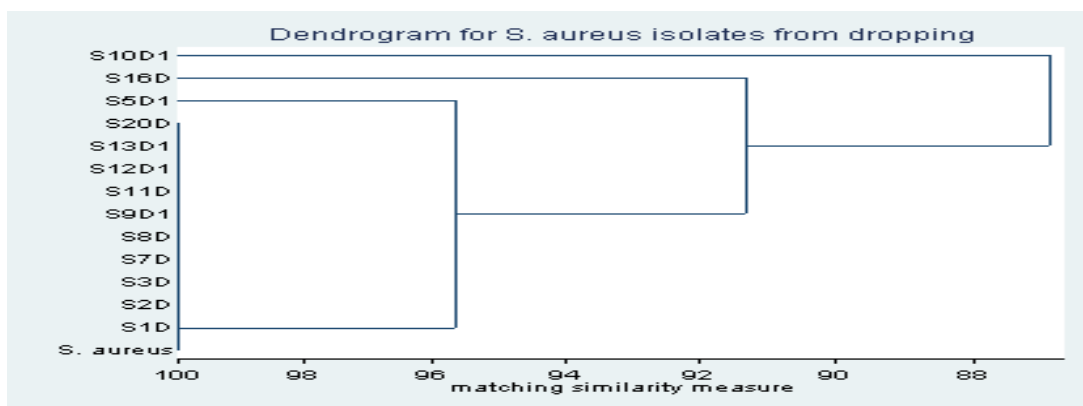 Dendrogram for S. aureus isolates from dropping
S10D1
S16D
S5D1
S20D
S13D1
S12D1
S11D
S9D1
S8D
S7D
S3D
S2D
S1D
S. aureus
100 98 96 94 92 90 88
matching similarity measure